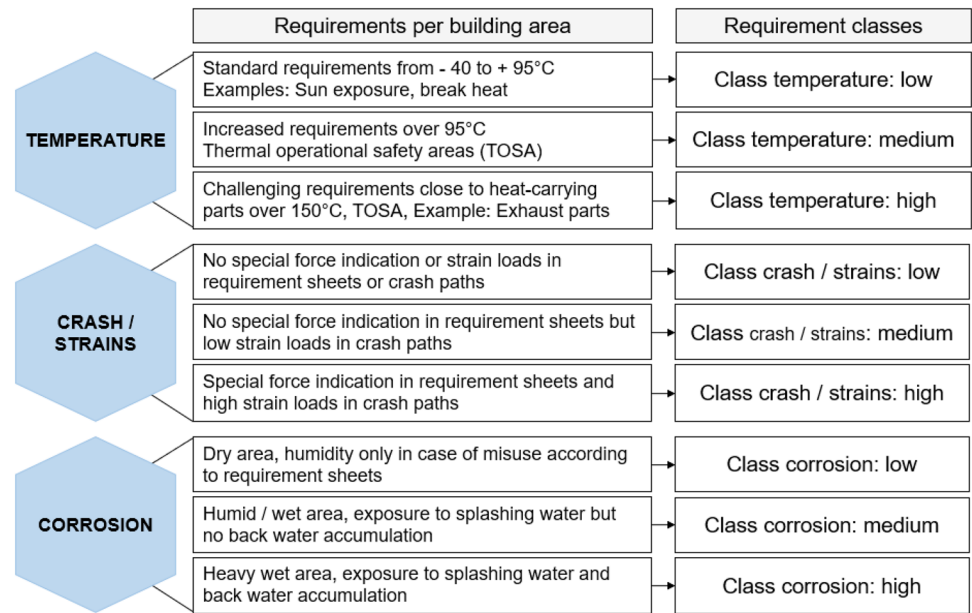 Requirements per building area
Requirement classes
TEMPERATURE
Standard requirements from - 40 to + 95°C
Examples: Sun exposure, break heat
Class temperature: low
Increased requirements over 95°C
Thermal operational safety areas (TOSA)
Class temperature: medium
Challenging requirements close to heat-carrying
parts over 150°C, TOSA, Example: Exhaust parts
Class temperature: high
CRASH /
STRAINS
No special force indication or strain loads in
requirement sheets or crash paths
Class crash / strains: low
No special force indication in requirement sheets but
low strain loads in crash paths
Class crash / strains: medium
Special force indication in requirement sheets and
high strain loads in crash paths
Class crash / strains: high
CORROSION
Dry area, humidity only in case of misuse according
to requirement sheets
Class corrosion: low
Humid / wet area, exposure to splashing water but
no back water accumulation
Class corrosion: medium
Heavy wet area, exposure to splashing water and
back water accumulation
Class corrosion: high